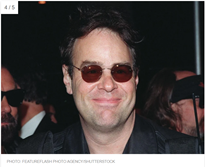 4 / 5
PHOTO: FEATUREFLASH PHOTO AGENCY/SHUTTERSTOCK